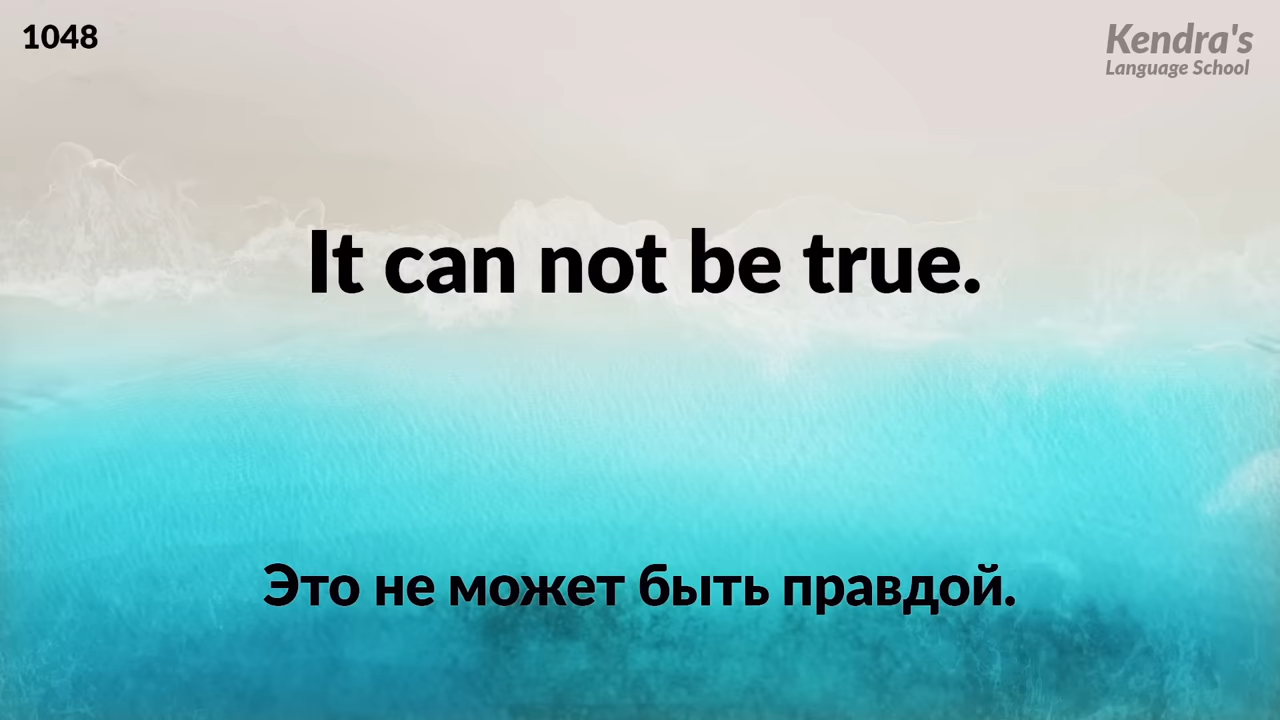 1048
Kendra's
Language School
It can not be true.
Это не может быть правдой.